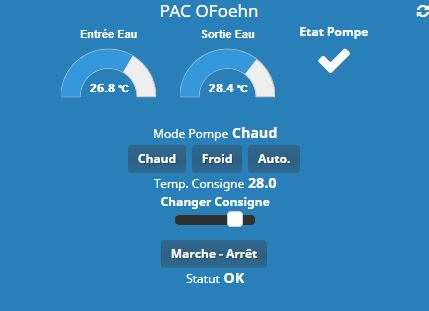 PAC OFoehn
Entrée Eau
Sortie Eau
Etat Pompe
26.8 °C
28.4 °C
Mode Pompe Chaud
Chaud Froid Auto.
Temp. Consigne 28.0
Changer Consigne
Marche - Arrêt
Statut OK